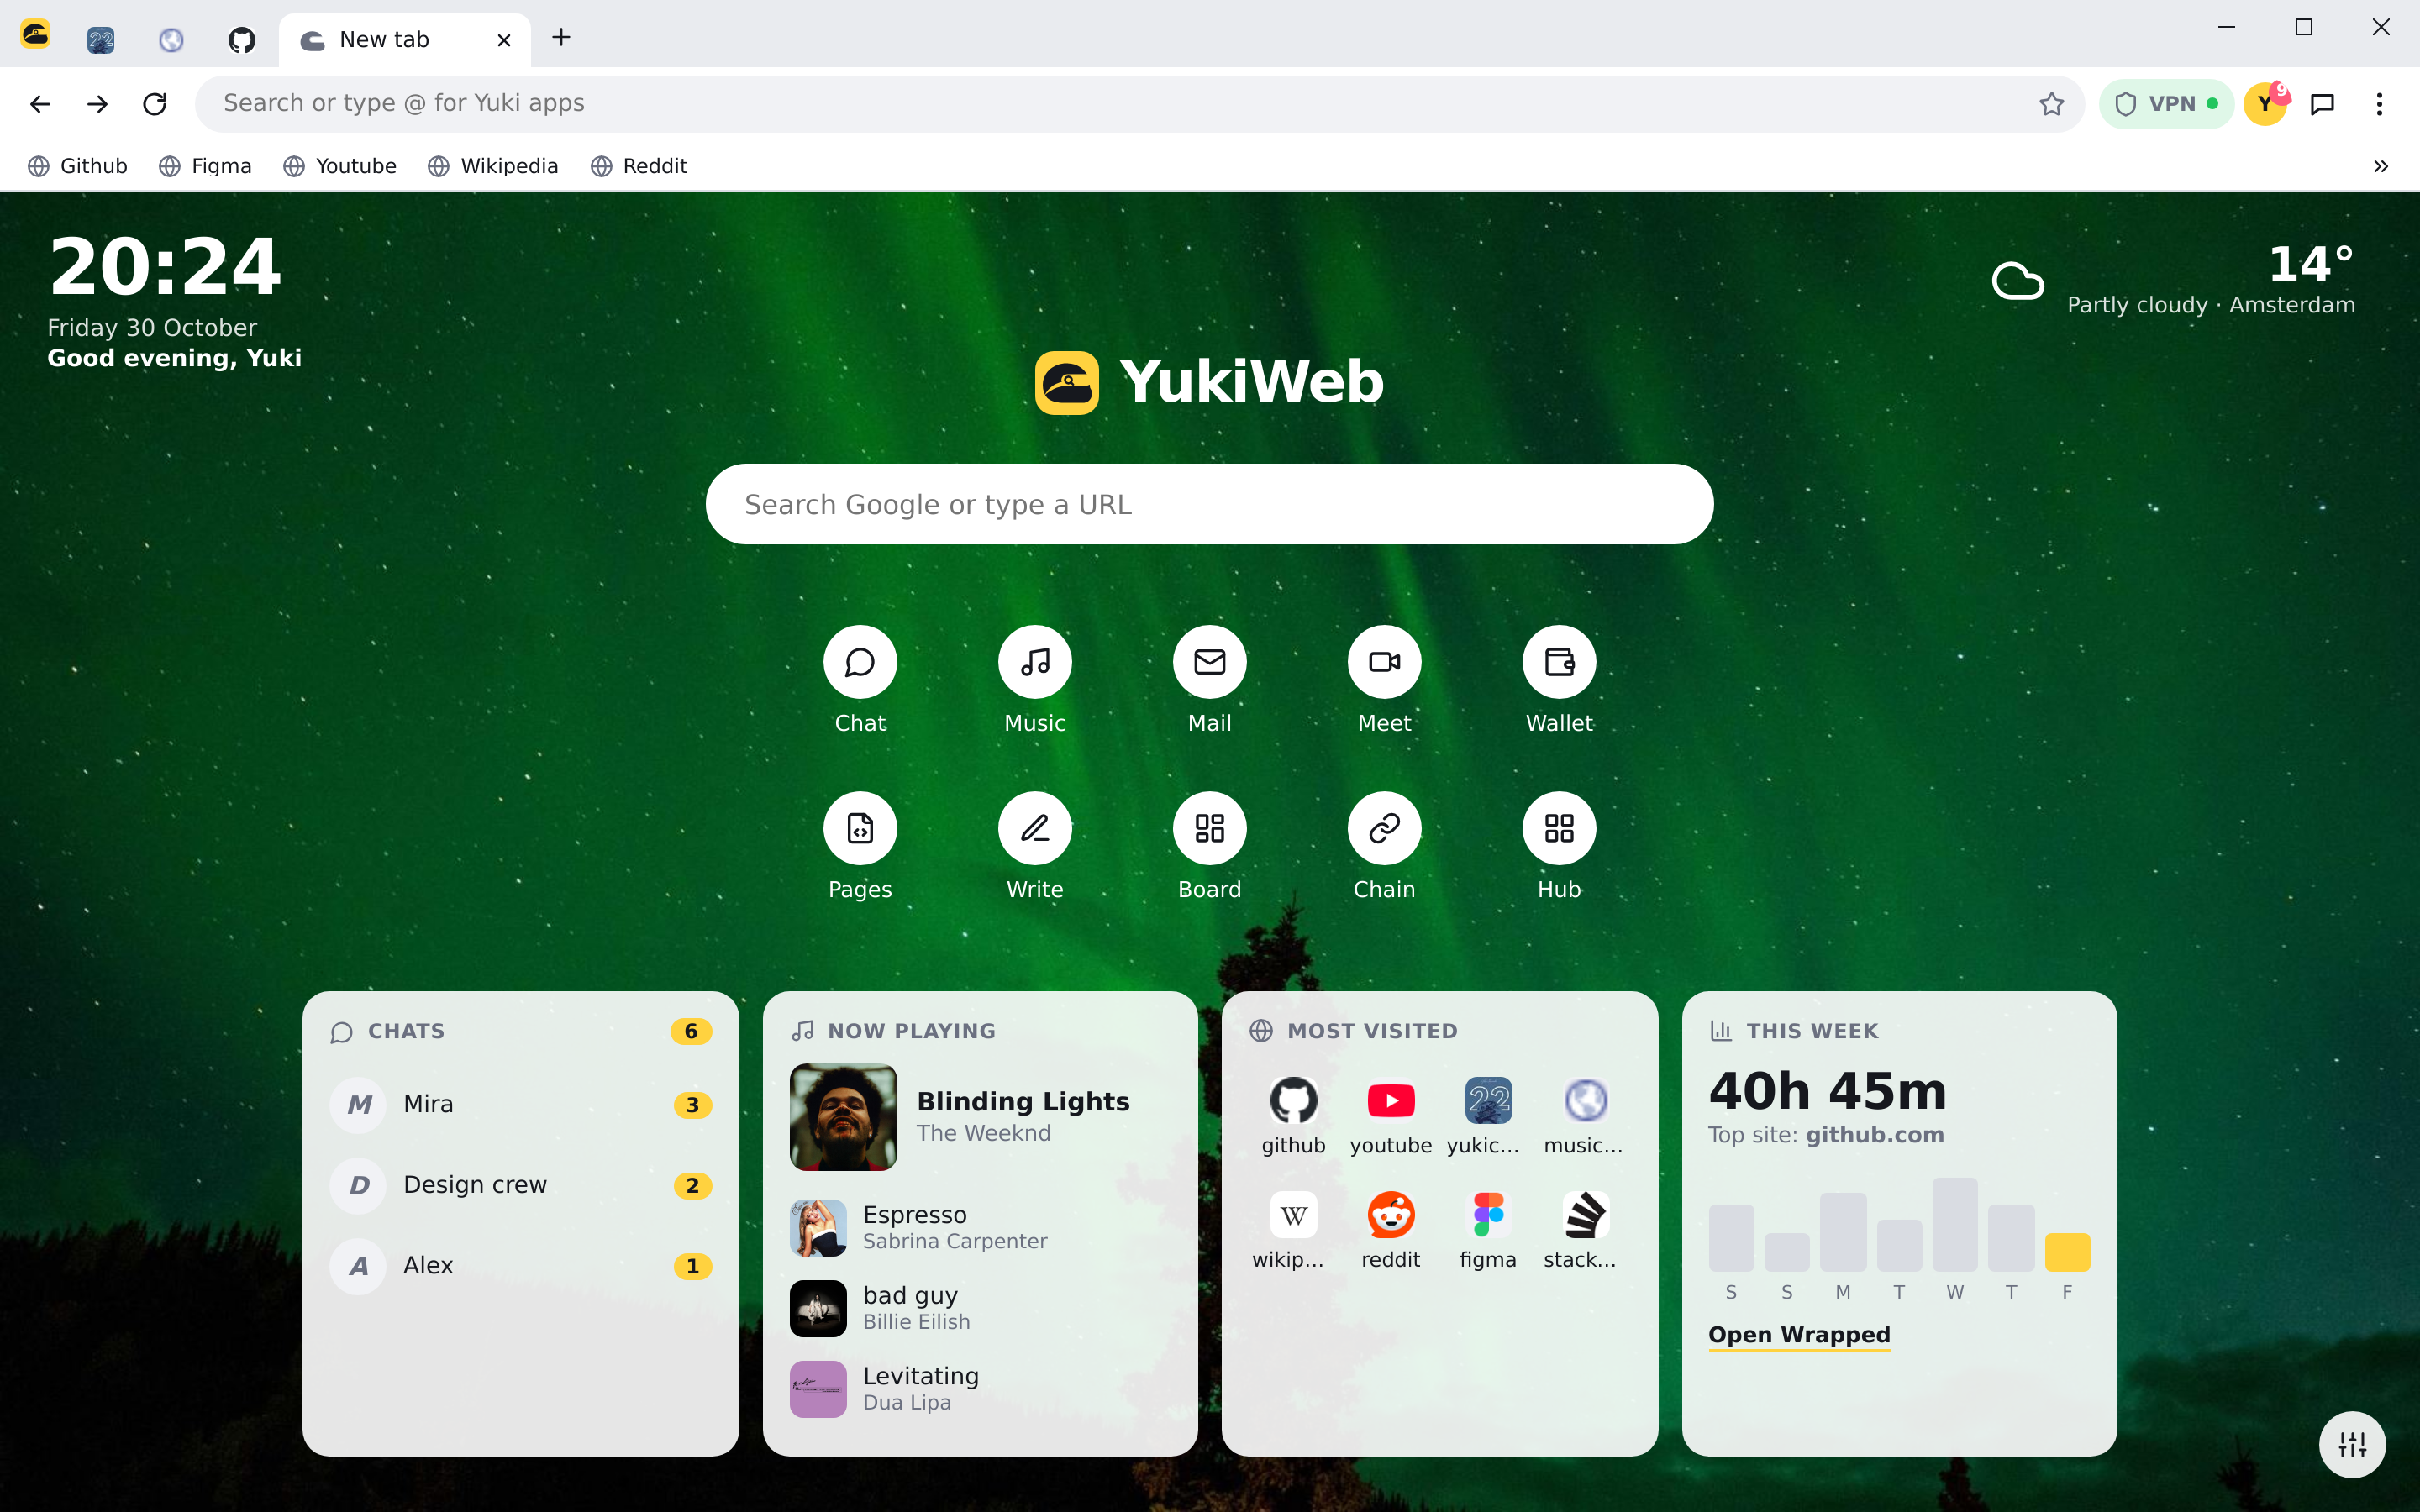 New tab
Search or type @ for Yuki apps
VPN
Y
9
Github
Figma
Youtube
Wikipedia
Reddit
20:24
Friday 30 October
Good evening, Yuki
14°
Partly cloudy · Amsterdam
YukiWeb
Search Google or type a URL
Chat
Music
Mail
Meet
Wallet
Pages
Write
Board
Chain
Hub
CHATS
6
M
Mira
3
D
Design crew
2
A
Alex
1
NOW PLAYING
Blinding Lights
The Weeknd
Espresso
Sabrina Carpenter
bad guy
Billie Eilish
Levitating
Dua Lipa
MOST VISITED
22
W
github
youtube
yukic...
music...
wikip...
reddit
figma
stack...
THIS WEEK
40h 45m
Top site: github.com
S S M T W T F
Open Wrapped